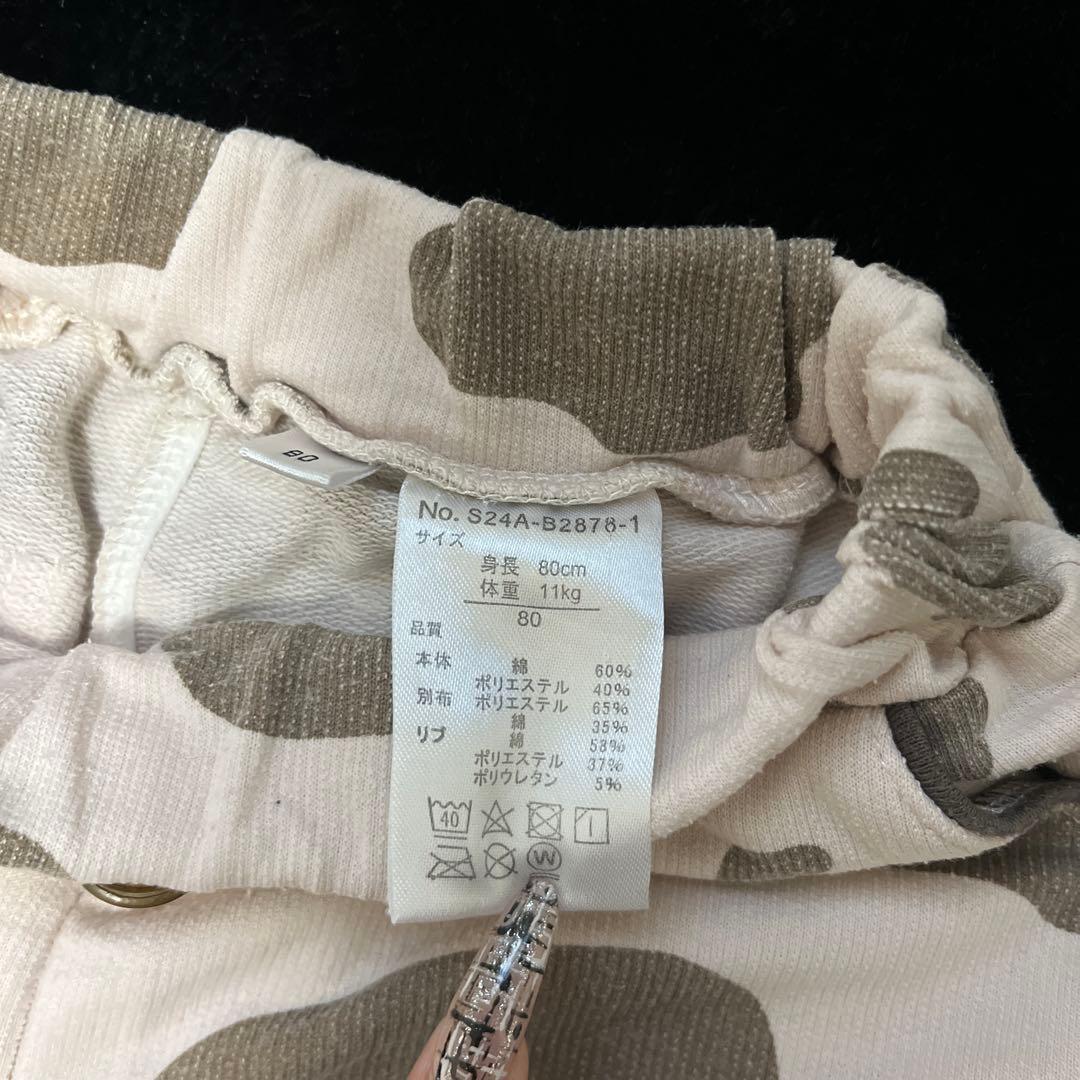 80
No. S24A-B2878-1
サイズ
身長 80cm
体重 11kg
80
品質
本体 綿 60%
ポリエステル 40%
別布 ポリエステル 65%
綿 35%
リブ 綿 58%
ポリエステル 37%
ポリウレタン 5%
40
W